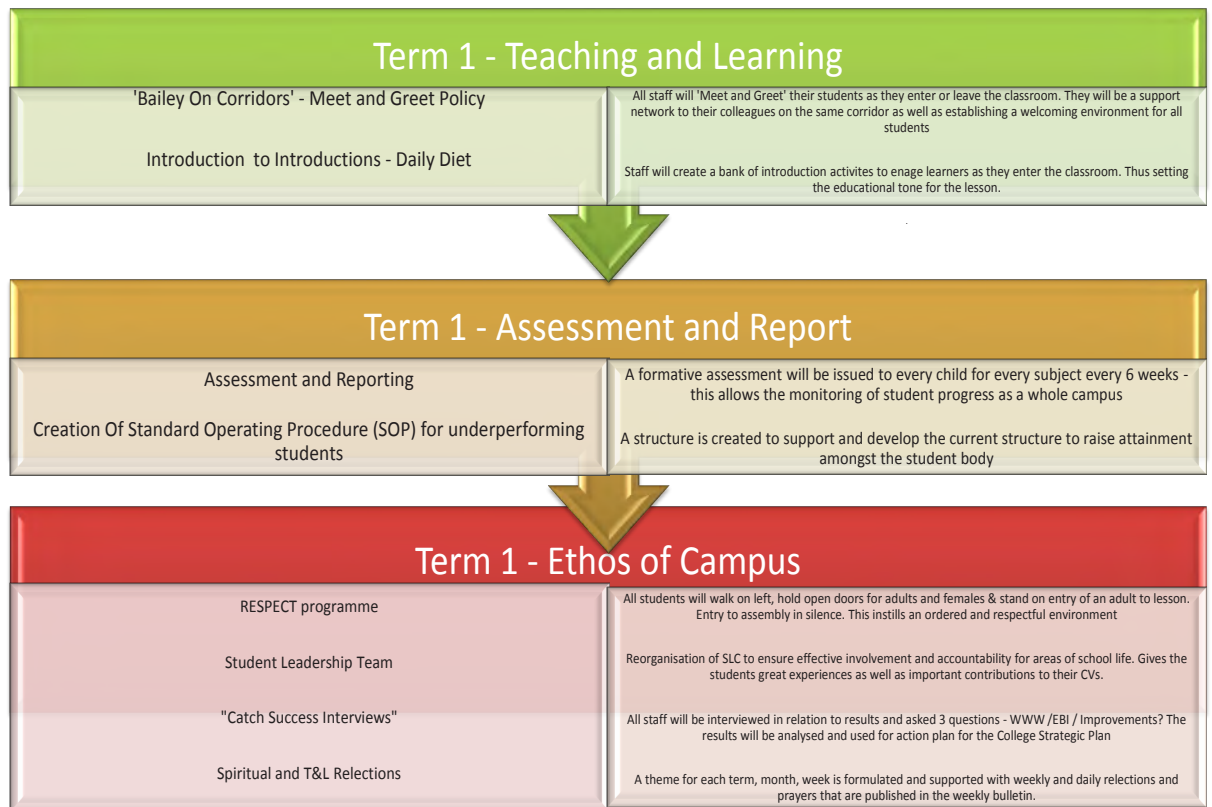 Term 1 - Teaching and Learning
'Bailey On Corridors' - Meet and Greet Policy
Introduction to Introductions - Daily Diet
All staff will 'Meet and Greet' their students as they enter or leave the classroom. They will be a support
network to their colleagues on the same corridor as well as establishing a welcoming environment for all
students
Staff will create a bank of introduction activites to enage learners as they enter the classroom. Thus setting
the educational tone for the lesson.
.
Term 1 - Assessment and Report
Assessment and Reporting
Creation Of Standard Operating Procedure (SOP) for underperforming
students
A formative assessment will be issued to every child for every subject every 6 weeks -
this allows the monitoring of student progress as a whole campus
A structure is created to support and develop the current structure to raise attainment
amongst the student body
Term 1 - Ethos of Campus
RESPECT programme
Student Leadership Team
"Catch Success Interviews"
Spiritual and T&L Relections
All students will walk on left, hold open doors for adults and females & stand on entry of an adult to lesson.
Entry to assembly in silence. This instills an ordered and respectful environment
Reorganisation of SLC to ensure effective involvement and accountability for areas of school life. Gives the
students great experiences as well as important contributions to their CVs.
All staff will be interviewed in relation to results and asked 3 questions - WWW /EBI / Improvements? The
results will be analysed and used for action plan for the College Strategic Plan
A theme for each term, month, week is formulated and supported with weekly and daily relections and
prayers that are published in the weekly bulletin.